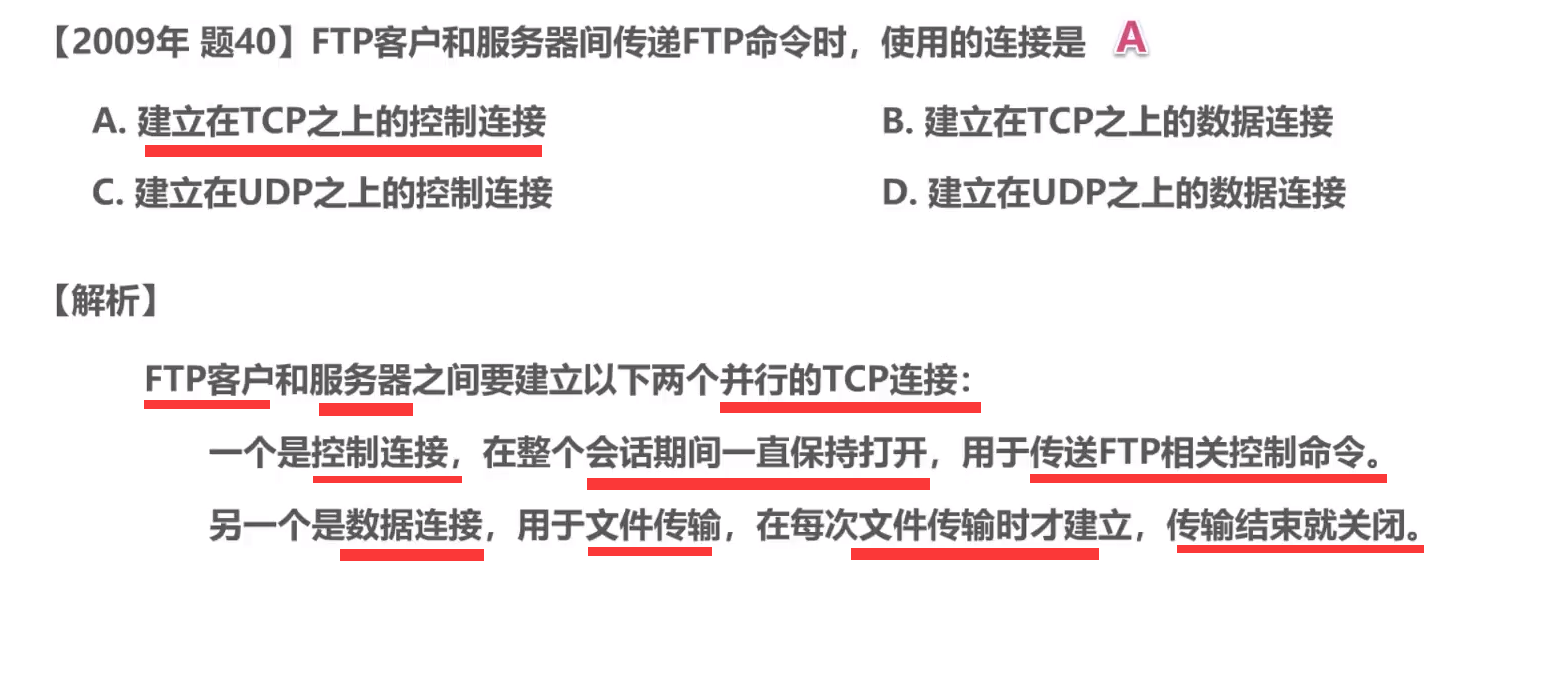 【2009年 题40】FTP客户和服务器间传递FTP命令时，使用的连接是 A
A. 建立在TCP之上的控制连接 B. 建立在TCP之上的数据连接
C. 建立在UDP之上的控制连接 D. 建立在UDP之上的数据连接
【解析】
FTP客户和服务器之间要建立以下两个并行的TCP连接：
一个是控制连接，在整个会话期间一直保持打开，用于传送FTP相关控制命令。
另一个是数据连接，用于文件传输，在每次文件传输时才建立，传输结束就关闭。